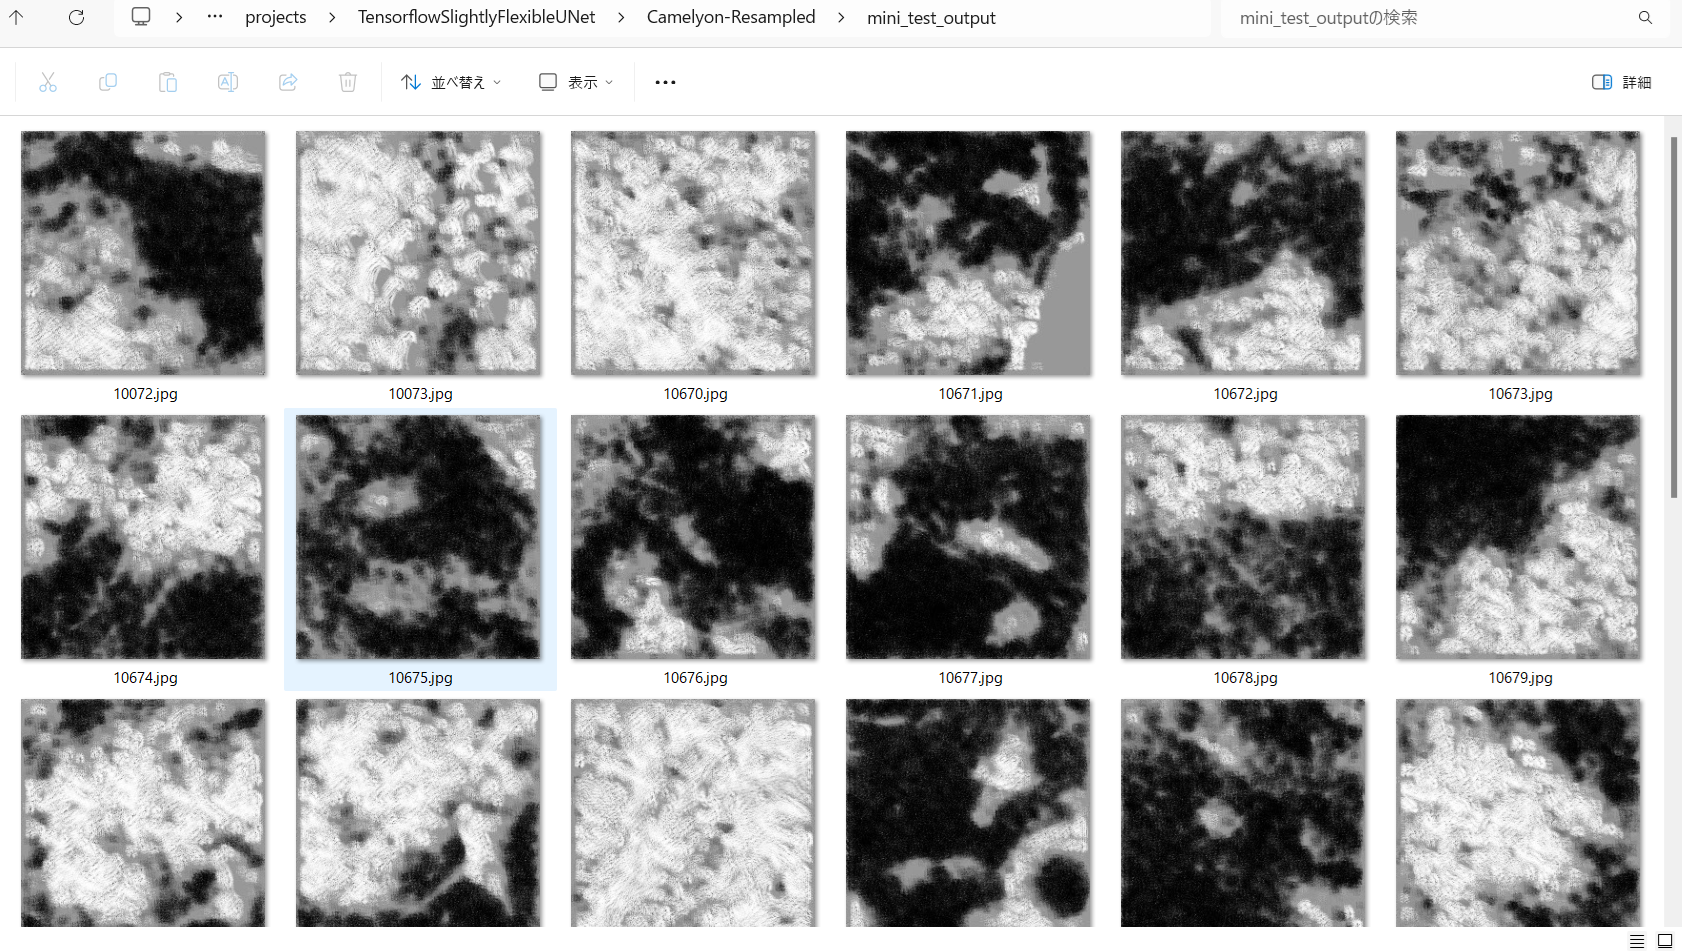 projects > TensorflowSlightlyFlexibleUNet > Camelyon-Resampled > mini_test_output
mini_test_outputの検索
並べ替え
表示
詳細
10072.jpg
10073.jpg
10670.jpg
10671.jpg
10672.jpg
10673.jpg
10674.jpg
10675.jpg
10676.jpg
10677.jpg
10678.jpg
10679.jpg